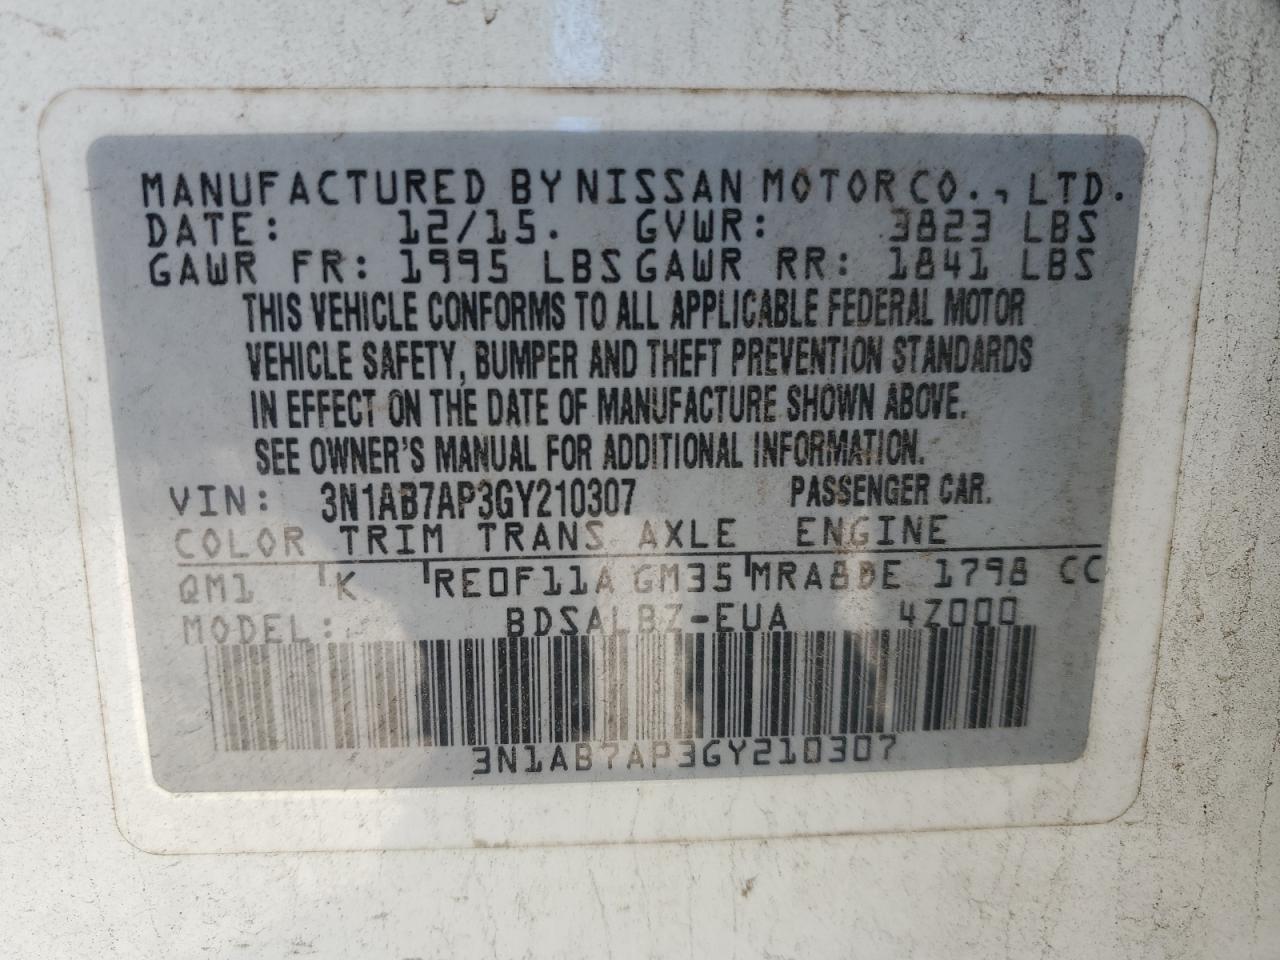 MANUFACTURED BY NISSAN MOTOR CO., LTD.
DATE: 12/15. GVWR: 3823 LBS
GAWR FR: 1995 LBS GAWR RR: 1841 LBS
THIS VEHICLE CONFORMS TO ALL APPLICABLE FEDERAL MOTOR
VEHICLE SAFETY, BUMPER AND THEFT PREVENTION STANDARDS
IN EFFECT ON THE DATE OF MANUFACTURE SHOWN ABOVE.
SEE OWNER'S MANUAL FOR ADDITIONAL INFORMATION.
VIN: 3N1AB7AP3GY210307 PASSENGER CAR.
COLOR TRIM TRANS AXLE ENGINE
QM1 K RE0F11A GM35 MRA8DE 1798 CC
MODEL: BDSALBZ-EUA 4Z000
3N1AB7AP3GY210307